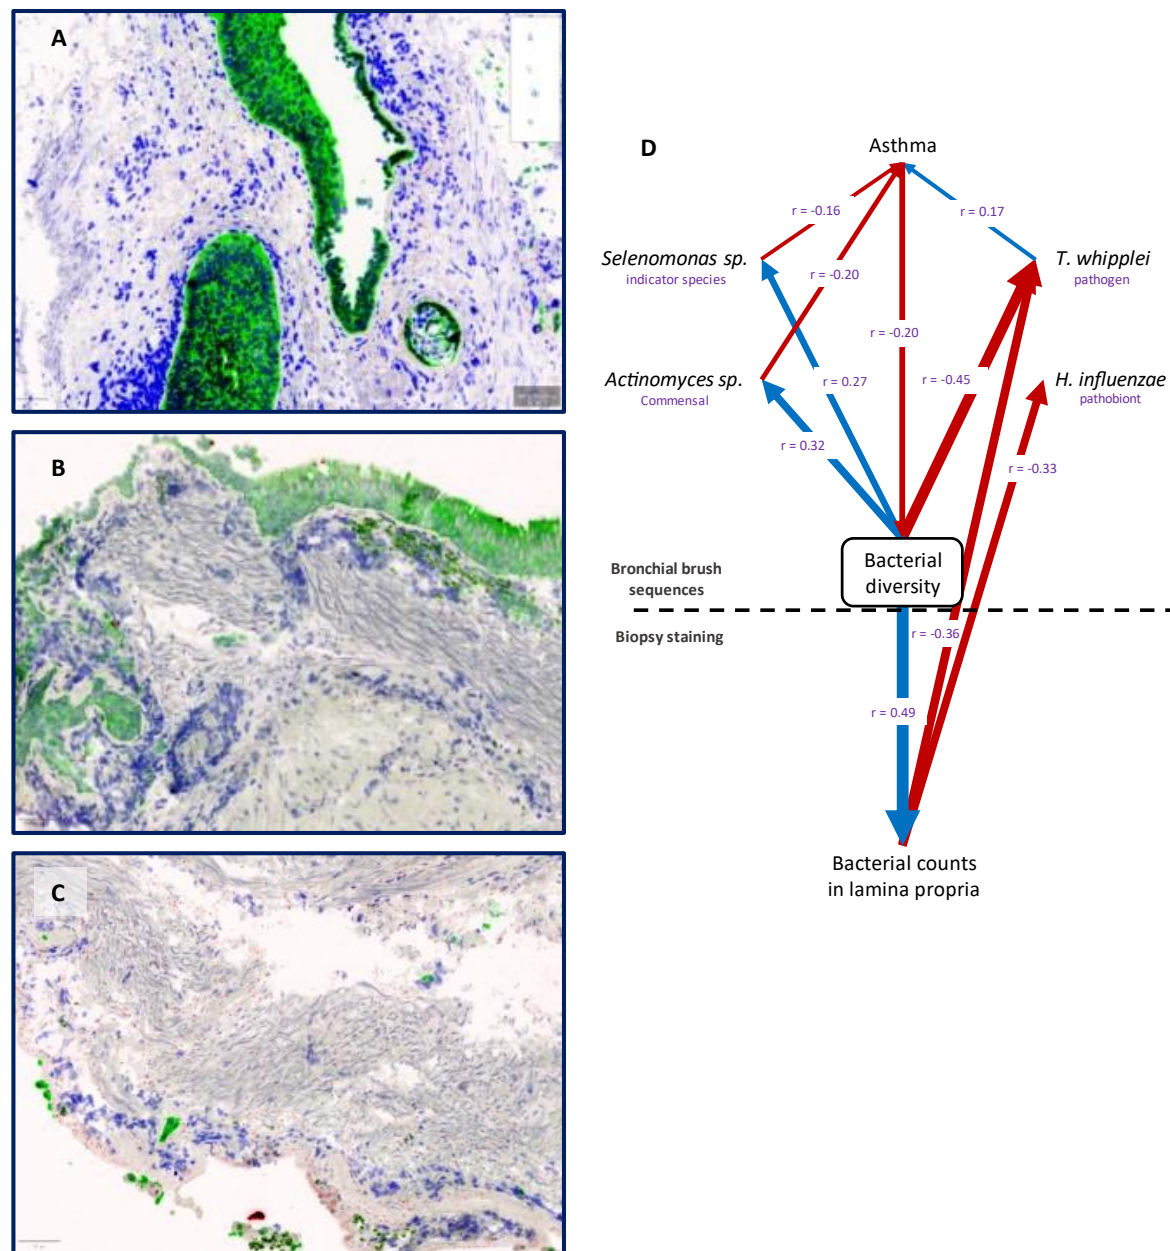 A
B
C
D
Asthma
r = -0.16
r = 0.17
Selenomonas sp.
indicator species
T. whipplei
pathogen
r = -0.20
r = -0.20
Actinomyces sp.
Commensal
r = 0.27
r = -0.45
H. influenzae
pathobiont
r = 0.32
r = -0.33
Bacterial
diversity
Bronchial brush
sequences
Biopsy staining
r = -0.36
r = 0.49
Bacterial counts
in lamina propria